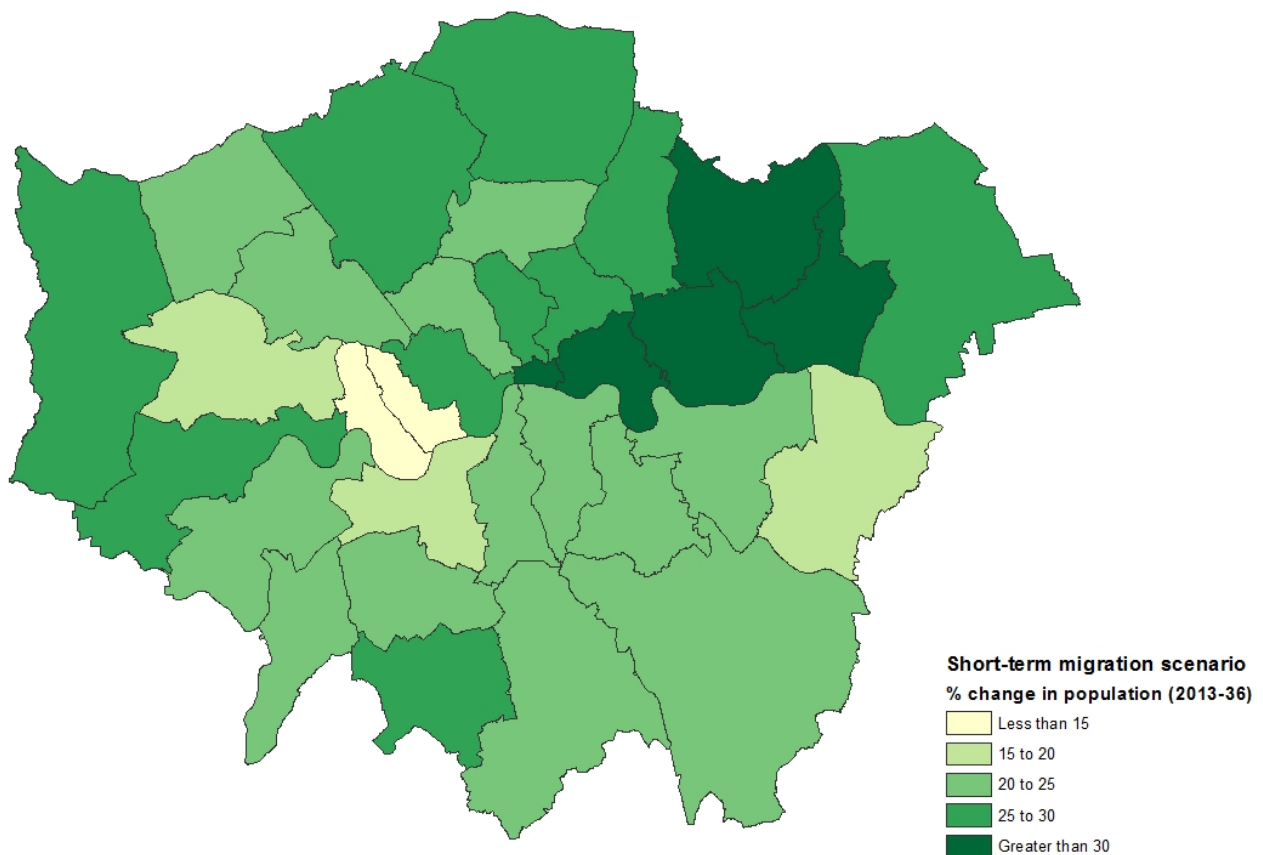 Short-term migration scenario
% change in population (2013-36)
Less than 15
15 to 20
20 to 25
25 to 30
Greater than 30